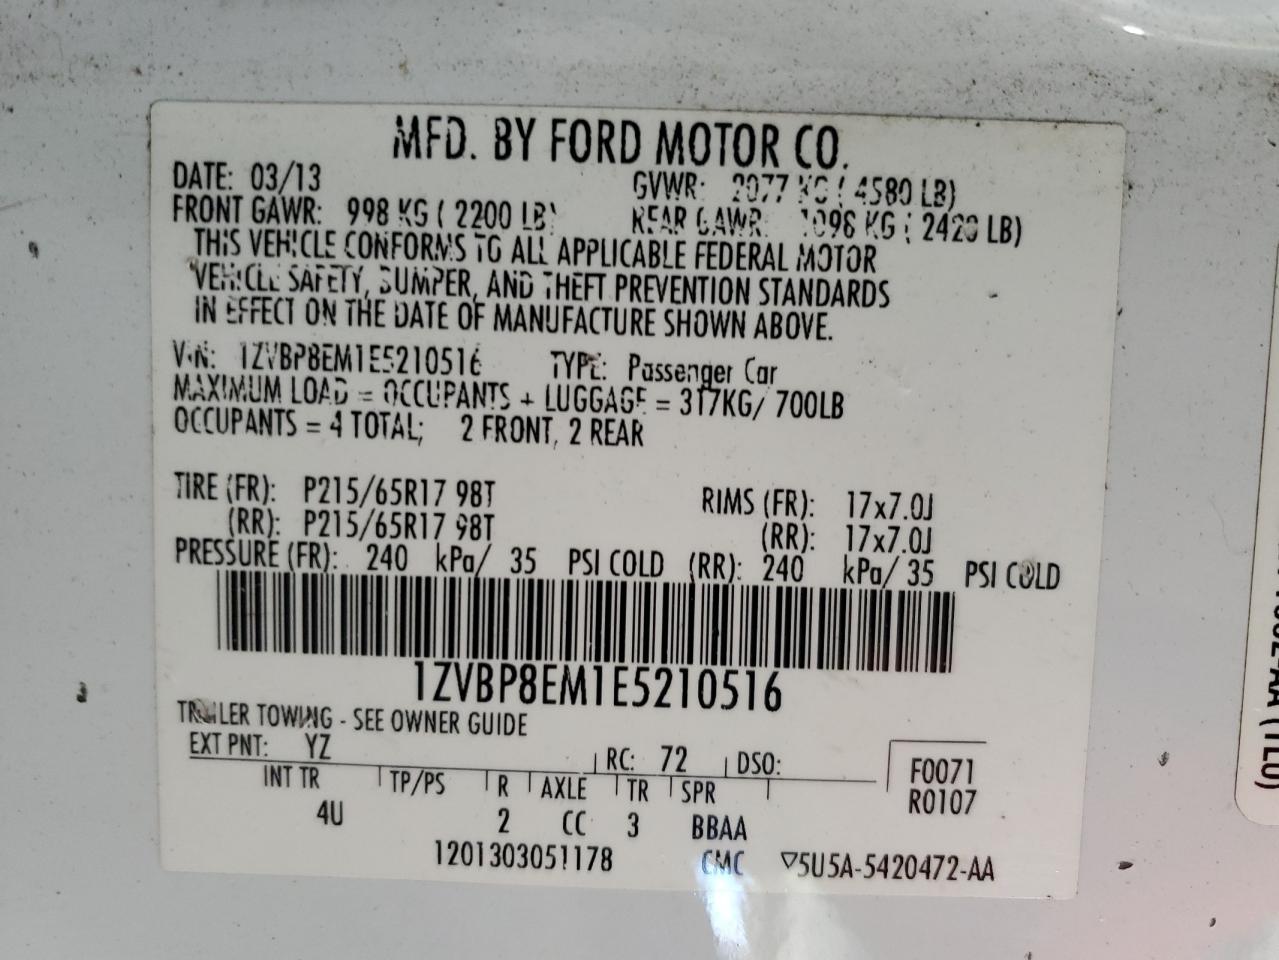 MFD. BY FORD MOTOR CO.
DATE: 03/13 GVWR: 2077 KG ( 4580 LB)
FRONT GAWR: 998 KG ( 2200 LB) REAR GAWR: 1098 KG ( 2420 LB)
THIS VEHICLE CONFORMS TO ALL APPLICABLE FEDERAL MOTOR
VEHICLE SAFETY, BUMPER, AND THEFT PREVENTION STANDARDS
IN EFFECT ON THE DATE OF MANUFACTURE SHOWN ABOVE.
VIN: 1ZVBP8EM1E5210516 TYPE: Passenger Car
MAXIMUM LOAD = OCCUPANTS + LUGGAGE = 317KG/ 700LB
OCCUPANTS = 4 TOTAL; 2 FRONT, 2 REAR
TIRE (FR): P215/65R17 98T RIMS (FR): 17x7.0J
(RR): P215/65R17 98T (RR): 17x7.0J
PRESSURE (FR): 240 kPa/ 35 PSI COLD (RR): 240 kPa/ 35 PSI COLD
1ZVBP8EM1E5210516
TRAILER TOWING - SEE OWNER GUIDE
EXT PNT: YZ RC: 72 DSO:
INT TR TP/PS R AXLE TR SPR
4U 2 CC 3 BBAA
F0071
R0107
1201303051178 CMC ▽5U5A-5420472-AA